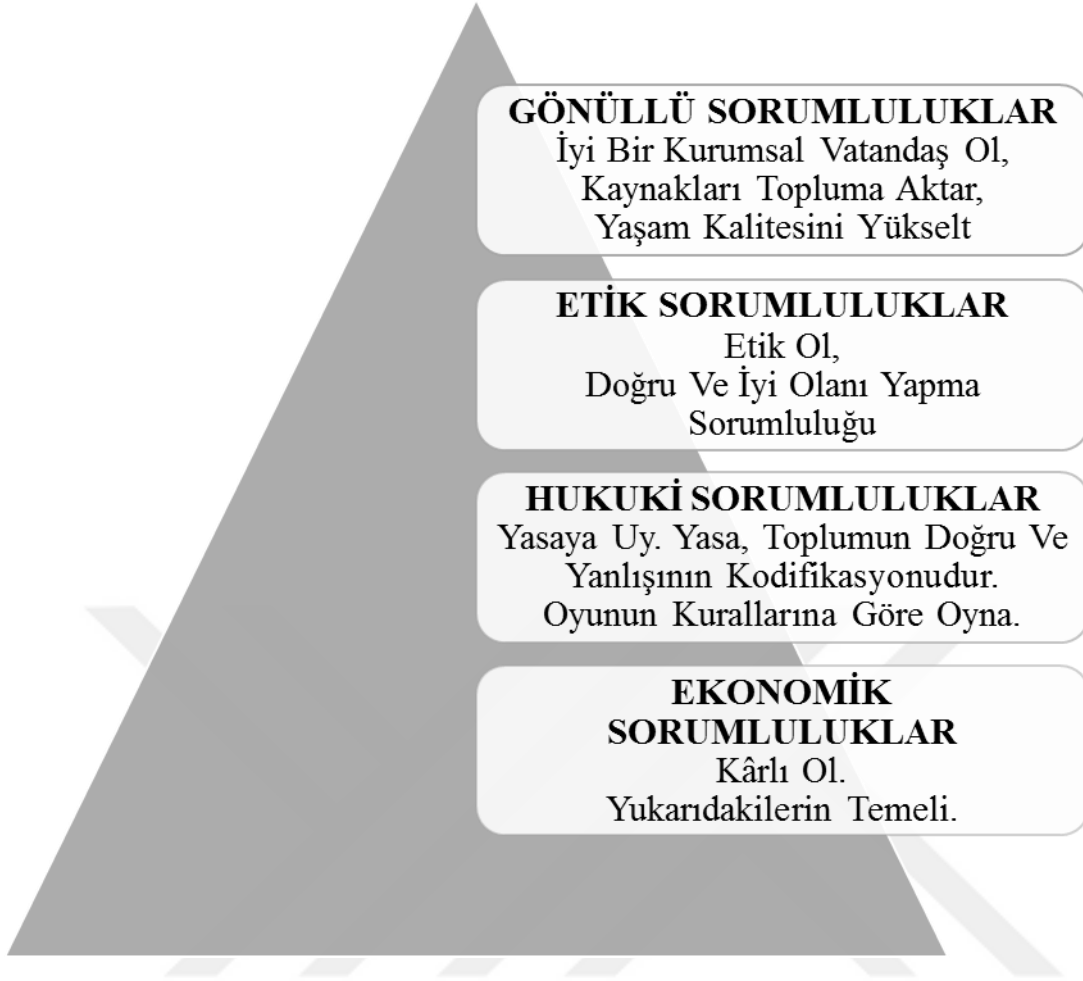 GÖNÜLLÜ SORUMLULUKLAR
İyi Bir Kurumsal Vatandaş Ol,
Kaynakları Topluma Aktar,
Yaşam Kalitesini Yükselt
ETİK SORUMLULUKLAR
Etik Ol,
Doğru Ve İyi Olanı Yapma
Sorumluluğu
HUKUKİ SORUMLULUKLAR
Yasaya Uy. Yasa, Toplumun Doğru Ve
Yanlışının Kodifikasyonudur.
Oyunun Kurallarına Göre Oyna.
EKONOMİK
SORUMLULUKLAR
Kârlı Ol.
Yukarıdakilerin Temeli.